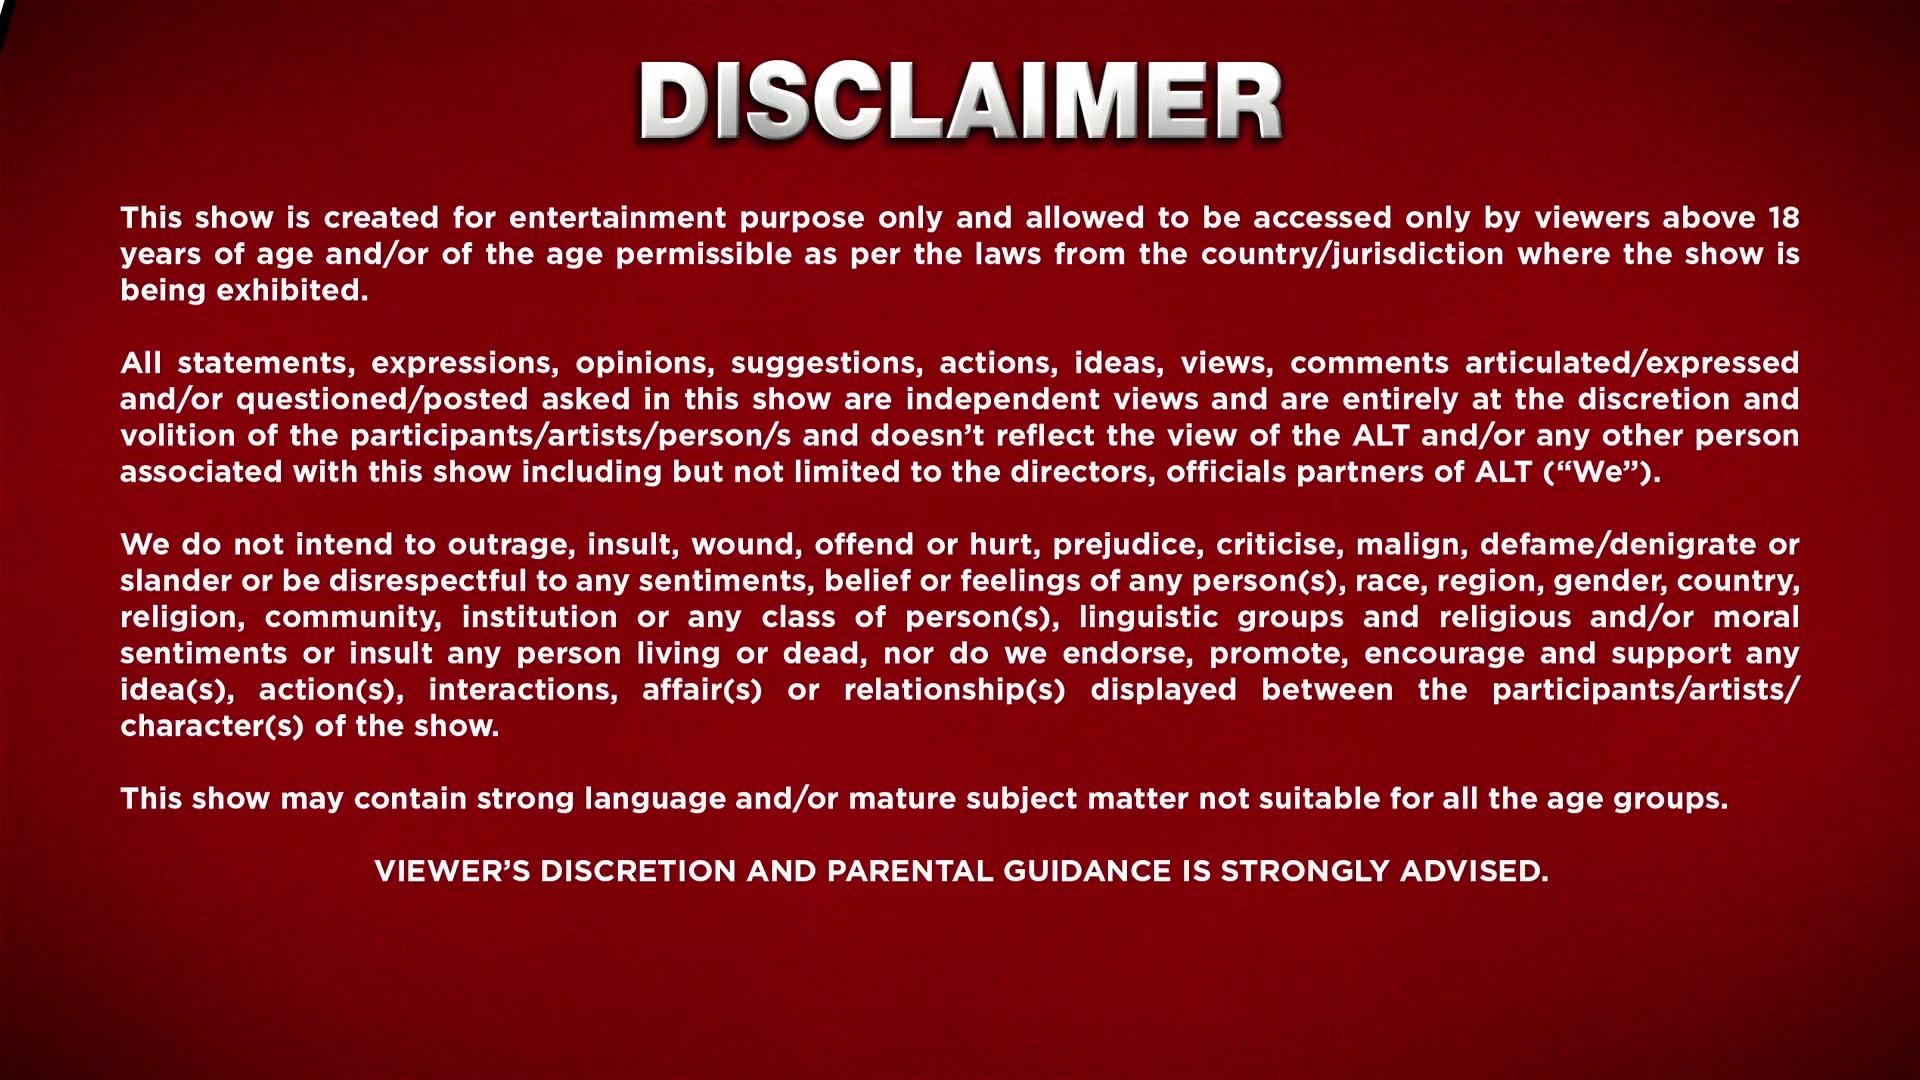 DISCLAIMER
This show is created for entertainment purpose only and allowed to be accessed only by viewers above 18
years of age and/or of the age permissible as per the laws from the country/jurisdiction where the show is
being exhibited.
All statements, expressions, opinions, suggestions, actions, ideas, views, comments articulated/expressed
and/or questioned/posted asked in this show are independent views and are entirely at the discretion and
volition of the participants/artists/person/s and doesn’t reflect the view of the ALT and/or any other person
associated with this show including but not limited to the directors, officials partners of ALT (“We”).
We do not intend to outrage, insult, wound, offend or hurt, prejudice, criticise, malign, defame/denigrate or
slander or be disrespectful to any sentiments, belief or feelings of any person(s), race, region, gender, country,
religion, community, institution or any class of person(s), linguistic groups and religious and/or moral
sentiments or insult any person living or dead, nor do we endorse, promote, encourage and support any
idea(s), action(s), interactions, affair(s) or relationship(s) displayed between the participants/artists/
character(s) of the show.
This show may contain strong language and/or mature subject matter not suitable for all the age groups.
VIEWER’S DISCRETION AND PARENTAL GUIDANCE IS STRONGLY ADVISED.